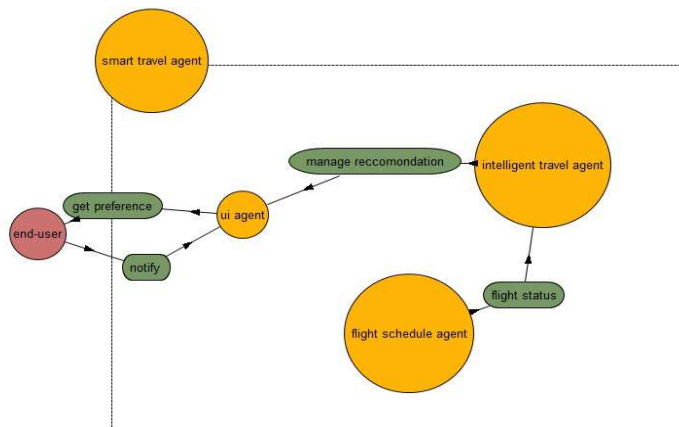 smart travel agent
manage reccomondation
intelligent travel agent
get preference
ui agent
end-user
notify
flight status
flight schedule agent